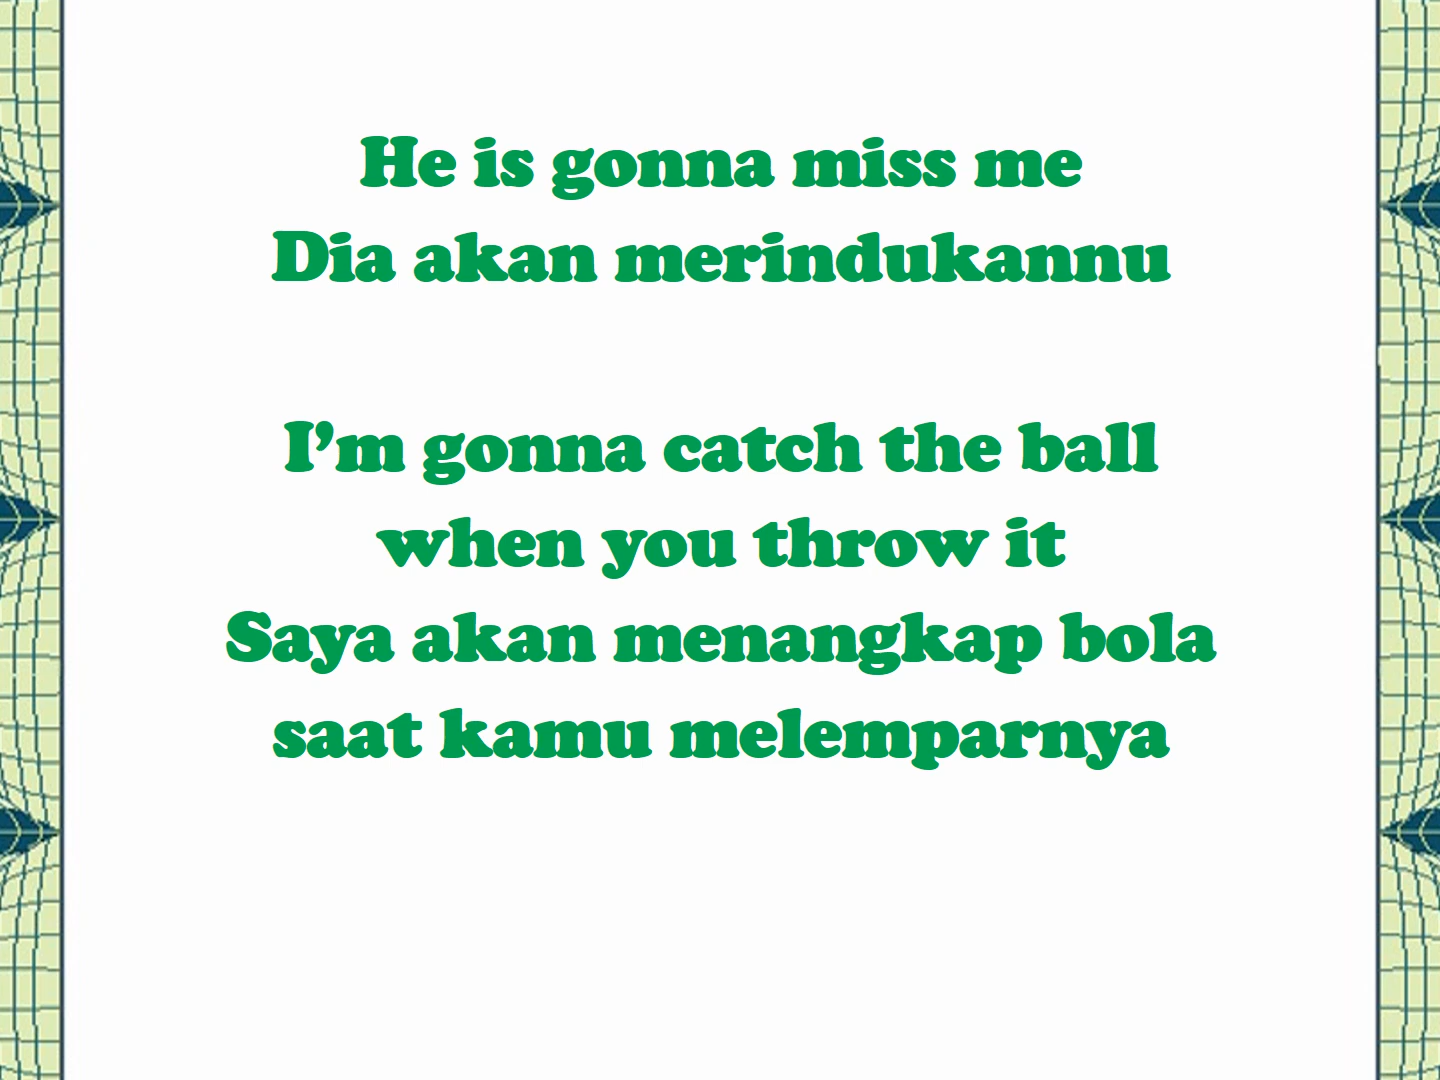 He is gonna miss me
Dia akan merindukannu
I’m gonna catch the ball
when you throw it
Saya akan menangkap bola
saat kamu melemparnya